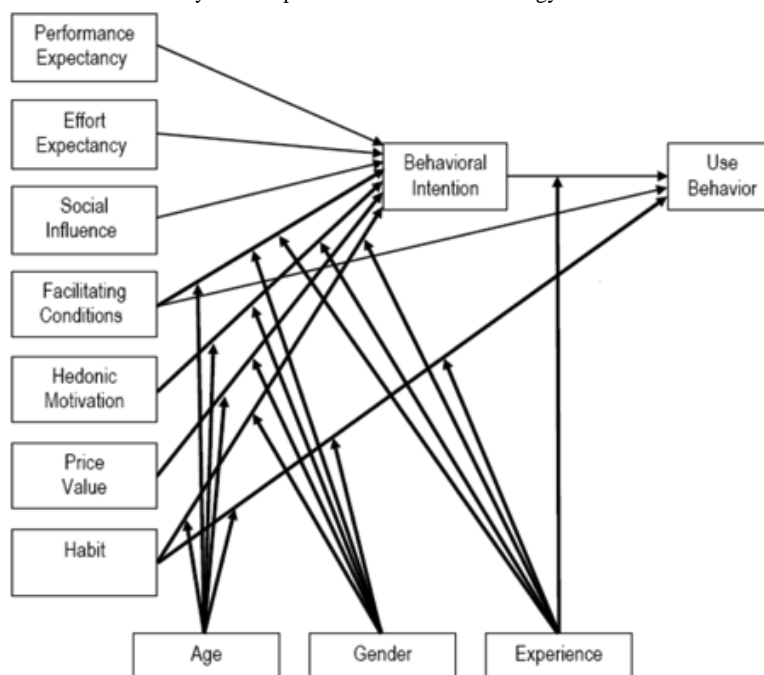 Performance
Expectancy
Effort
Expectancy
Social
Influence
Facilitating
Conditions
Hedonic
Motivation
Price
Value
Habit
Behavioral
Intention
Use
Behavior
Age
Gender
Experience